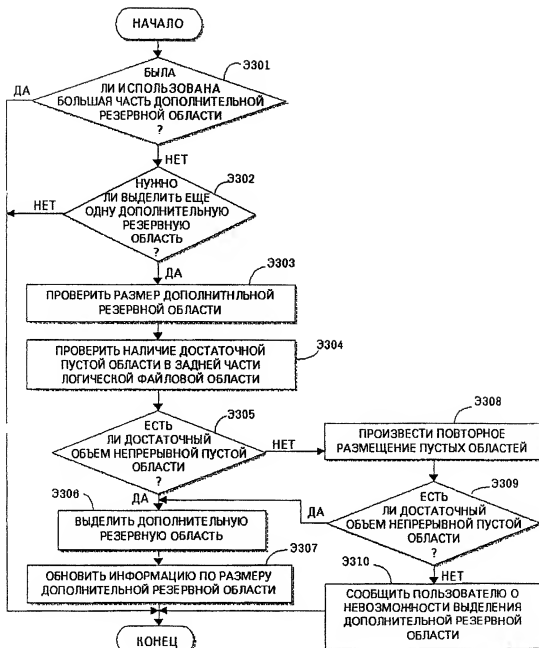 НАЧАЛО
Э301
БЫЛА
ЛИ ИСПОЛЬЗОВАНА
БОЛЬШАЯ ЧАСТЬ ДОПОЛНИТЕЛЬНОЙ
РЕЗЕРВНОЙ ОБЛАСТИ
?
ДА
НЕТ
Э302
НУЖНО
ЛИ ВЫДЕЛИТЬ ЕЩЕ
ОДНУ ДОПОЛНИТЕЛЬНУЮ
РЕЗЕРВНУЮ
ОБЛАСТЬ
?
НЕТ
ДА
Э303
ПРОВЕРИТЬ РАЗМЕР ДОПОЛНИТНЛЬНОЙ
РЕЗЕРВНОЙ ОБЛАСТИ
Э304
ПРОВЕРИТЬ НАЛИЧИЕ ДОСТАТОЧНОЙ
ПУСТОЙ ОБЛАСТИ В ЗАДНЕЙ ЧАСТИ
ЛОГИЧЕСКОЙ ФАЙЛОВОЙ ОБЛАСТИ
Э305
ЕСТЬ
ЛИ ДОСТАТОЧНЫЙ
ОБЪЕМ НЕПРЕРЫВНОЙ ПУСТОЙ
ОБЛАСТИ
?
НЕТ
ДА
Э308
ПРОИЗВЕСТИ ПОВТОРНОЕ
РАЗМЕЩЕНИЕ ПУСТЫХ ОБЛАСТЕЙ
Э309
ЕСТЬ
ЛИ ДОСТАТОЧНЫЙ
ОБЪЕМ НЕПРЕРЫВНОЙ ПУСТОЙ
ОБЛАСТИ
?
ДА
НЕТ
Э306
ВЫДЕЛИТЬ ДОПОЛНИТЕЛЬНУЮ
РЕЗЕРВНУЮ ОБЛАСТЬ
Э307
ОБНОВИТЬ ИНФОРМАЦИЮ ПО РАЗМЕРУ
ДОПОЛНИТЕЛЬНОЙ РЕЗЕРВНОЙ ОБЛАСТИ
Э310
СООБЩИТЬ ПОЛЬЗОВАТЕЛЮ О
НЕВОЗМОЖНОСТИ ВЫДЕЛЕНИЯ
ДОПОЛНИТЕЛЬНОЙ РЕЗЕРВНОЙ
ОБЛАСТИ
КОНЕЦ